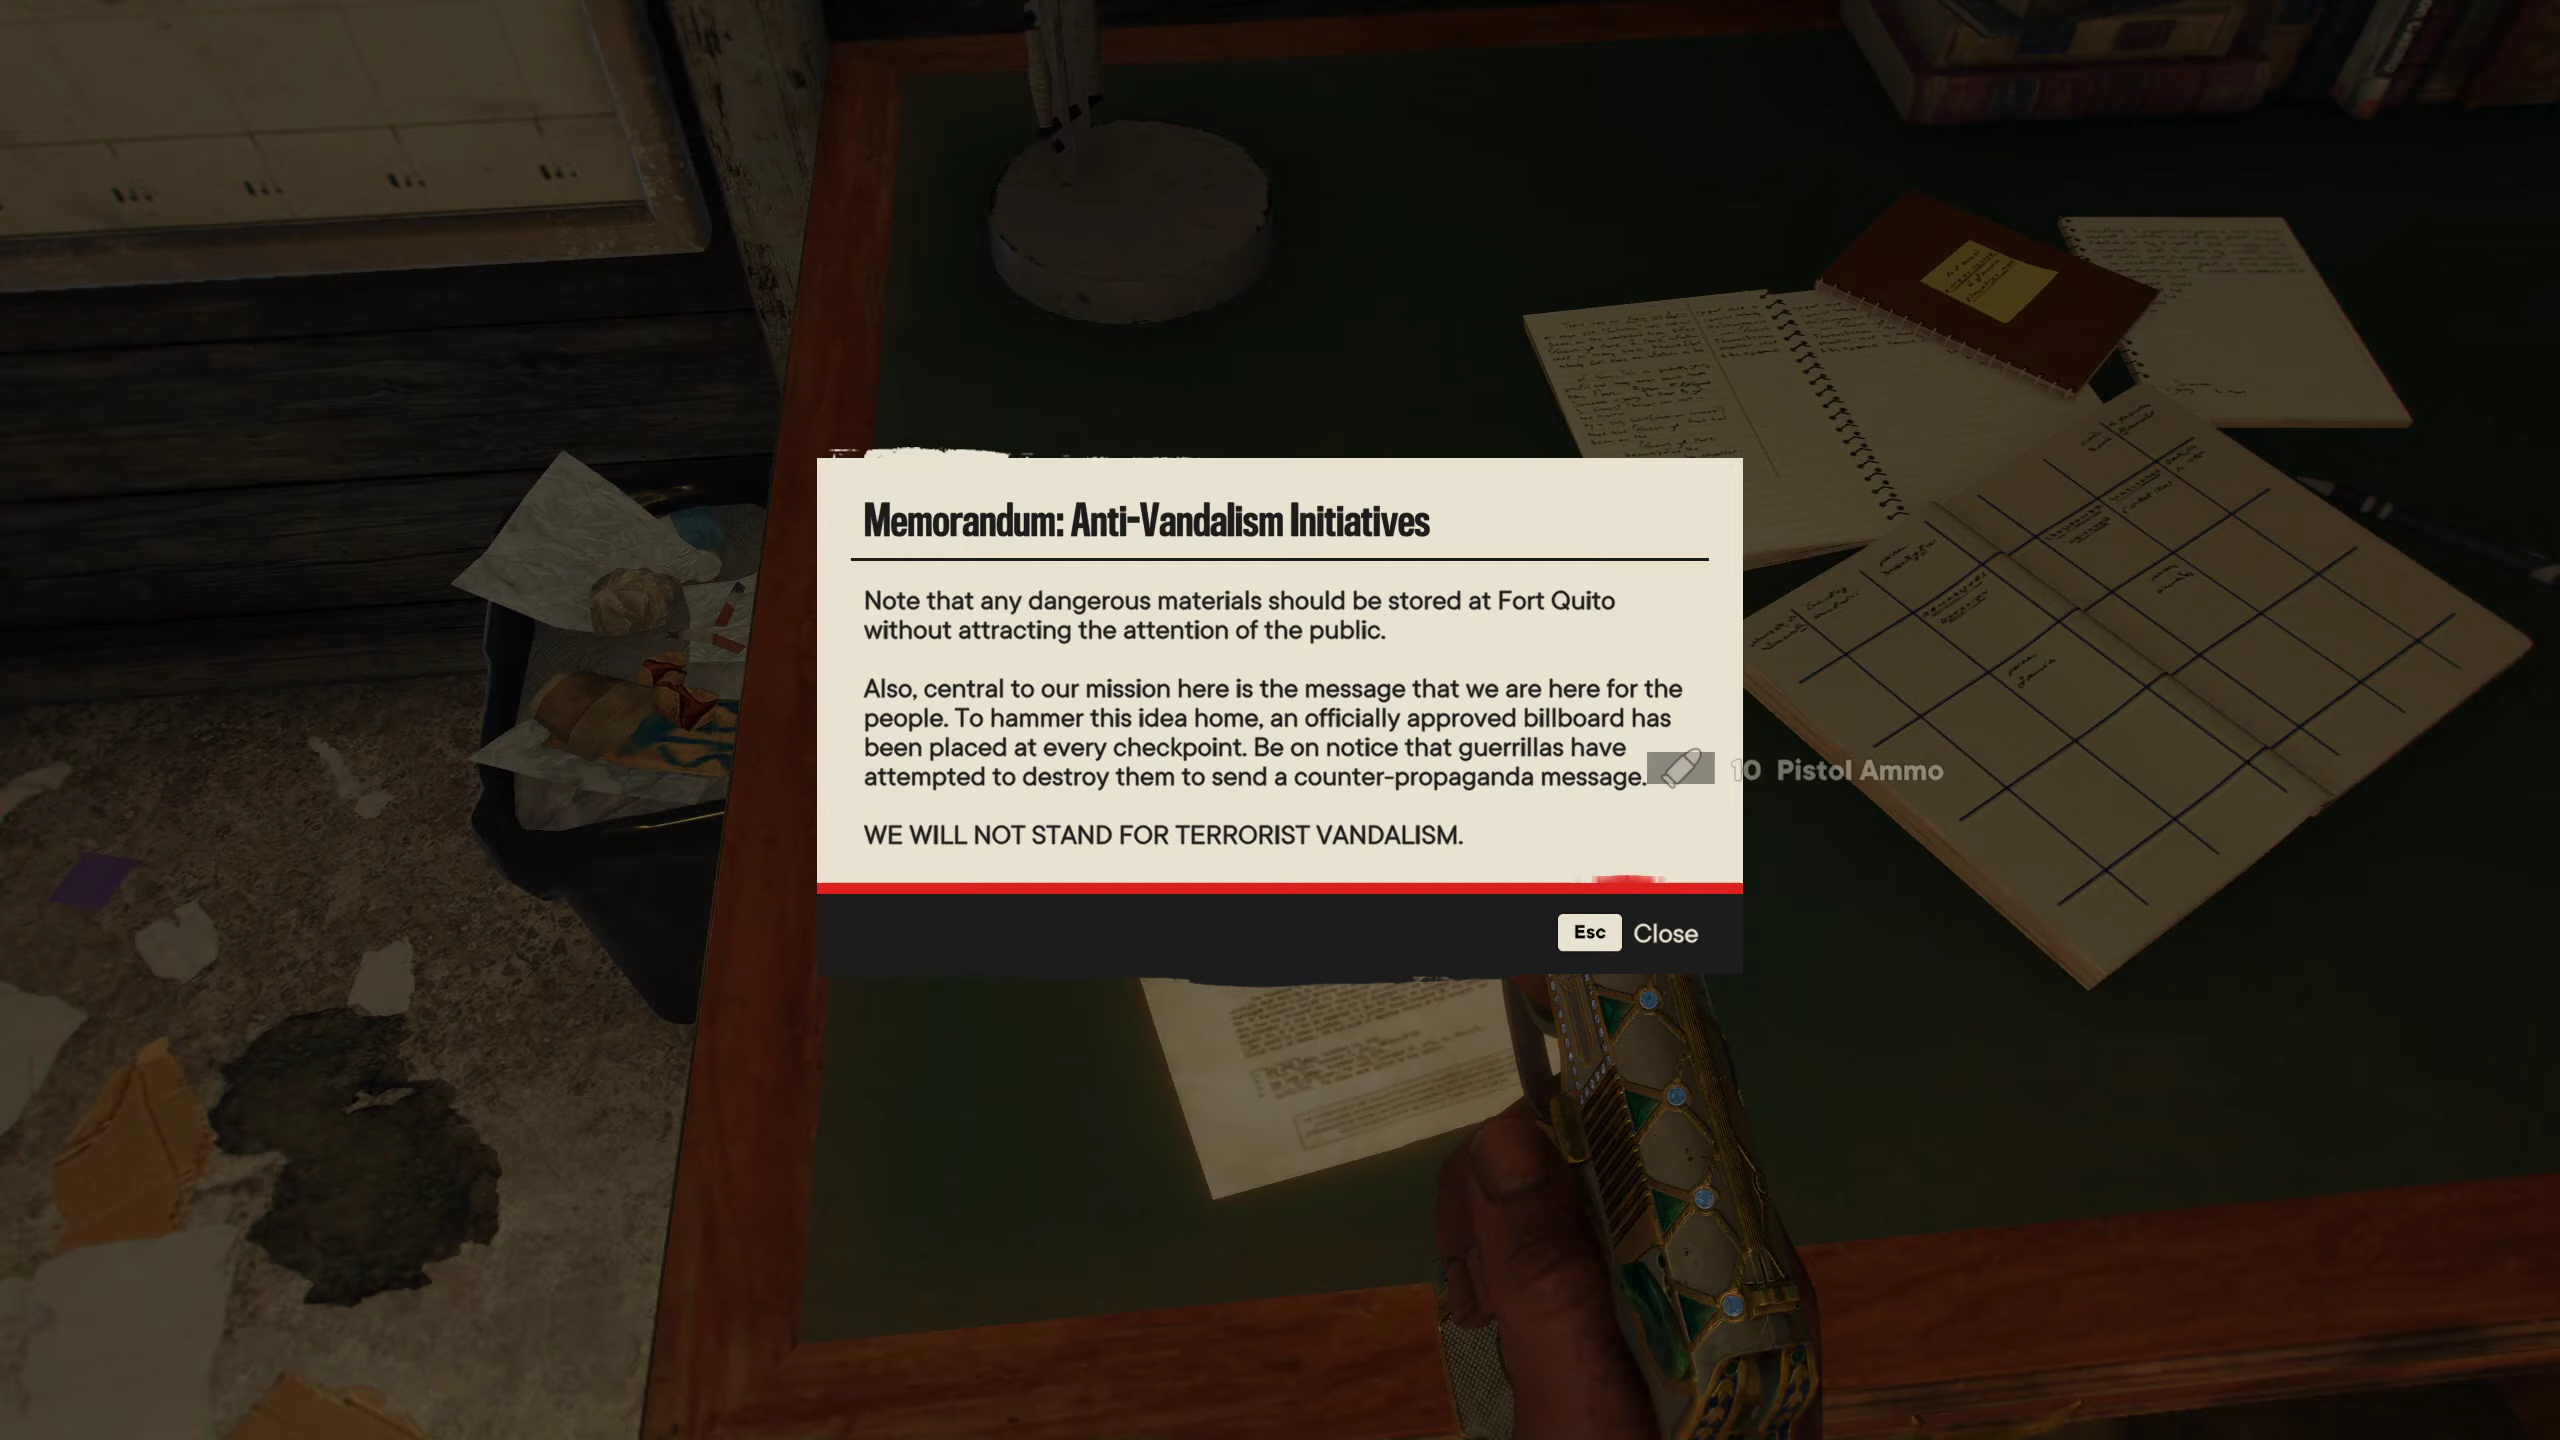 Memorandum: Anti-Vandalism Initiatives
Note that any dangerous materials should be stored at Fort Quito
without attracting the attention of the public.
Also, central to our mission here is the message that we are here for the
people. To hammer this idea home, an officially approved billboard has
been placed at every checkpoint. Be on notice that guerrillas have
attempted to destroy them to send a counter-propaganda message.
10 Pistol Ammo
WE WILL NOT STAND FOR TERRORIST VANDALISM.
Esc Close